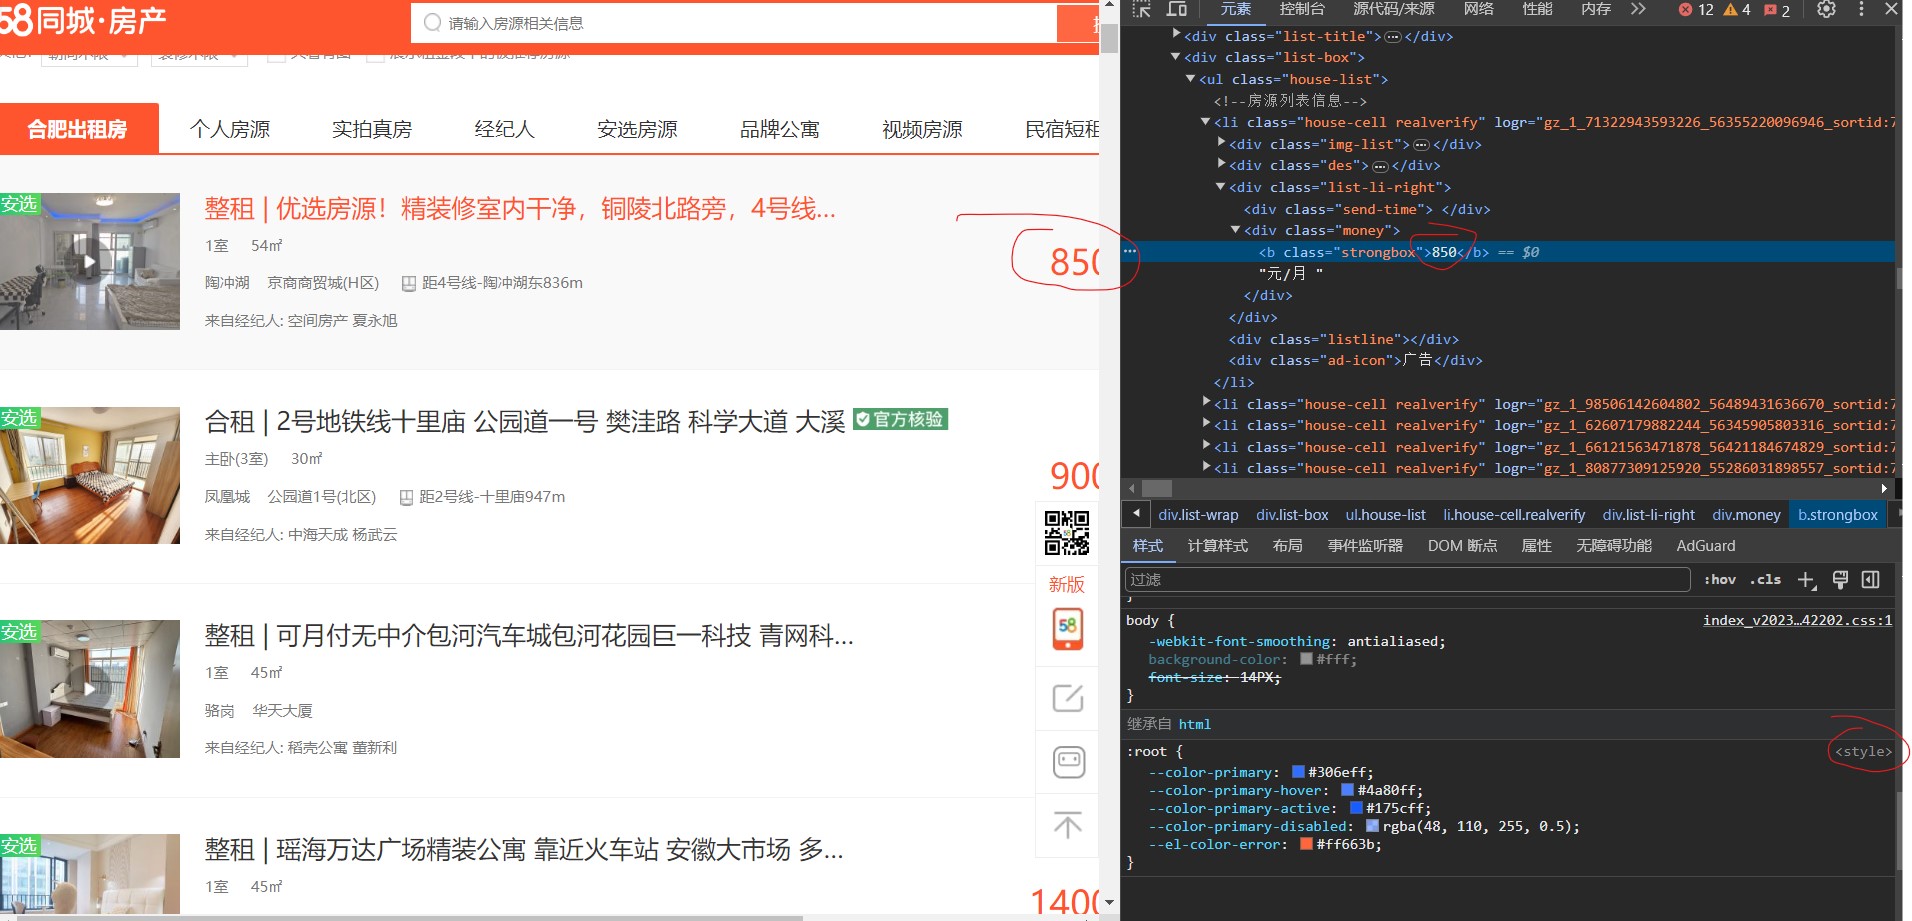 58同城·房产
请输入房源相关信息
合肥出租房 个人房源 实拍真房 经纪人 安选房源 品牌公寓 视频房源 民宿短租
安选
整租 | 优选房源！精装修室内干净，铜陵北路旁，4号线...
1室 54㎡
850
陶冲湖 京商商贸城(H区) 距4号线-陶冲湖东836m
来自经纪人: 空间房产 夏永旭
安选
合租 | 2号地铁线十里庙 公园道一号 樊洼路 科学大道 大溪 官方核验
主卧(3室) 30㎡
900
凤凰城 公园道1号(北区) 距2号线-十里庙947m
来自经纪人: 中海天成 杨武云
新版
58
安选
整租 | 可月付无中介包河汽车城包河花园巨一科技 青网科...
1室 45㎡
骆岗 华天大厦
来自经纪人: 稻壳公寓 董新利
安选
整租 | 瑶海万达广场精装公寓 靠近火车站 安徽大市场 多...
1室 45㎡
1400
元素 控制台 源代码/来源 网络 性能 内存 12 4 2
<div class="list-title">…</div>
<div class="list-box">
<ul class="house-list">
<!--房源列表信息-->
<li class="house-cell realverify" logr="gz_1_71322943593226_56355220096946_sortid:7
<div class="img-list">…</div>
<div class="des">…</div>
<div class="list-li-right">
<div class="send-time"> </div>
<div class="money">
<b class="strongbox">850</b> == $0
"元/月 "
</div>
</div>
<div class="listline"></div>
<div class="ad-icon">广告</div>
</li>
<li class="house-cell realverify" logr="gz_1_98506142604802_56489431636670_sortid:7
<li class="house-cell realverify" logr="gz_1_62607179882244_56345905803316_sortid:7
<li class="house-cell realverify" logr="gz_1_66121563471878_56421184674829_sortid:7
<li class="house-cell realverify" logr="gz_1_80877309125920_55286031898557_sortid:7
div.list-wrap div.list-box ul.house-list li.house-cell.realverify div.list-li-right div.money b.strongbox
样式 计算样式 布局 事件监听器 DOM 断点 属性 无障碍功能 AdGuard
过滤 :hov .cls
}
body { index_v2023…42202.css:1
-webkit-font-smoothing: antialiased;
background-color: #fff;
font-size: 14PX;
}
继承自 html
:root { <style>
--color-primary: #306eff;
--color-primary-hover: #4a80ff;
--color-primary-active: #175cff;
--color-primary-disabled: rgba(48, 110, 255, 0.5);
--el-color-error: #ff663b;
}